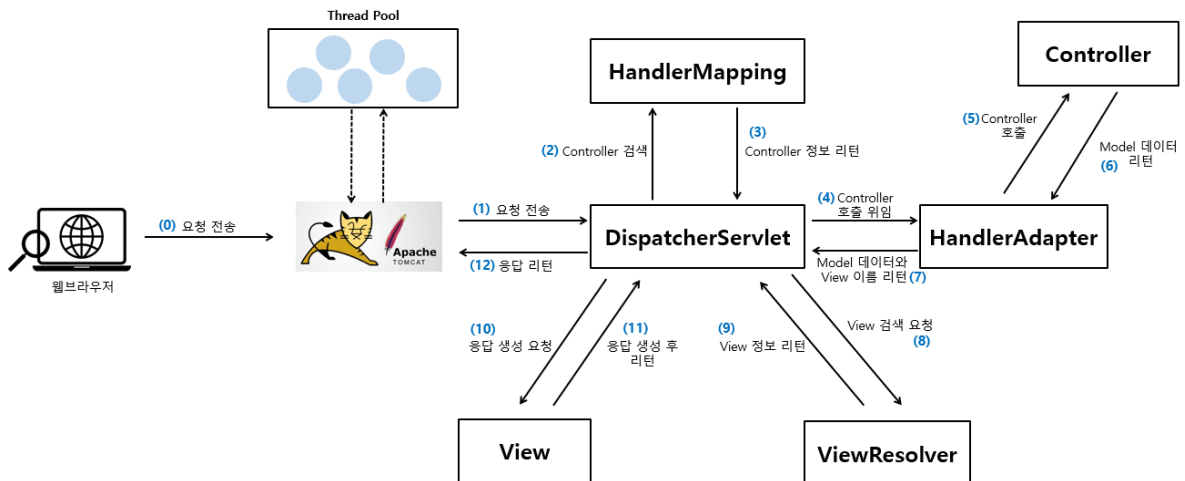 Thread Pool
HandlerMapping
Controller
(2) Controller 검색
(3)
Controller 정보 리턴
(5) Controller
호출
Model 데이터
(6) 리턴
(0) 요청 전송
웹브라우저
Apache
TOMCAT
(1) 요청 전송
(12) 응답 리턴
DispatcherServlet
(4) Controller
호출 위임
HandlerAdapter
Model 데이터와
View 이름 리턴 (7)
(10)
응답 생성 요청
(11)
응답 생성 후
리턴
(9)
View 정보 리턴
View 검색 요청
(8)
View
ViewResolver